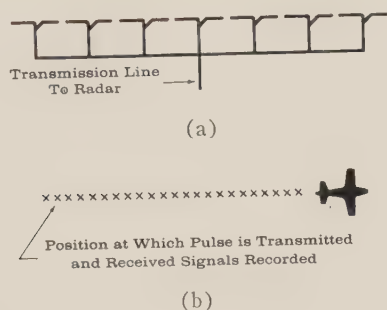 Transmission Line
To Radar
(a)
××××××××××××××××××××××
Position at Which Pulse is Transmitted
and Received Signals Recorded
(b)